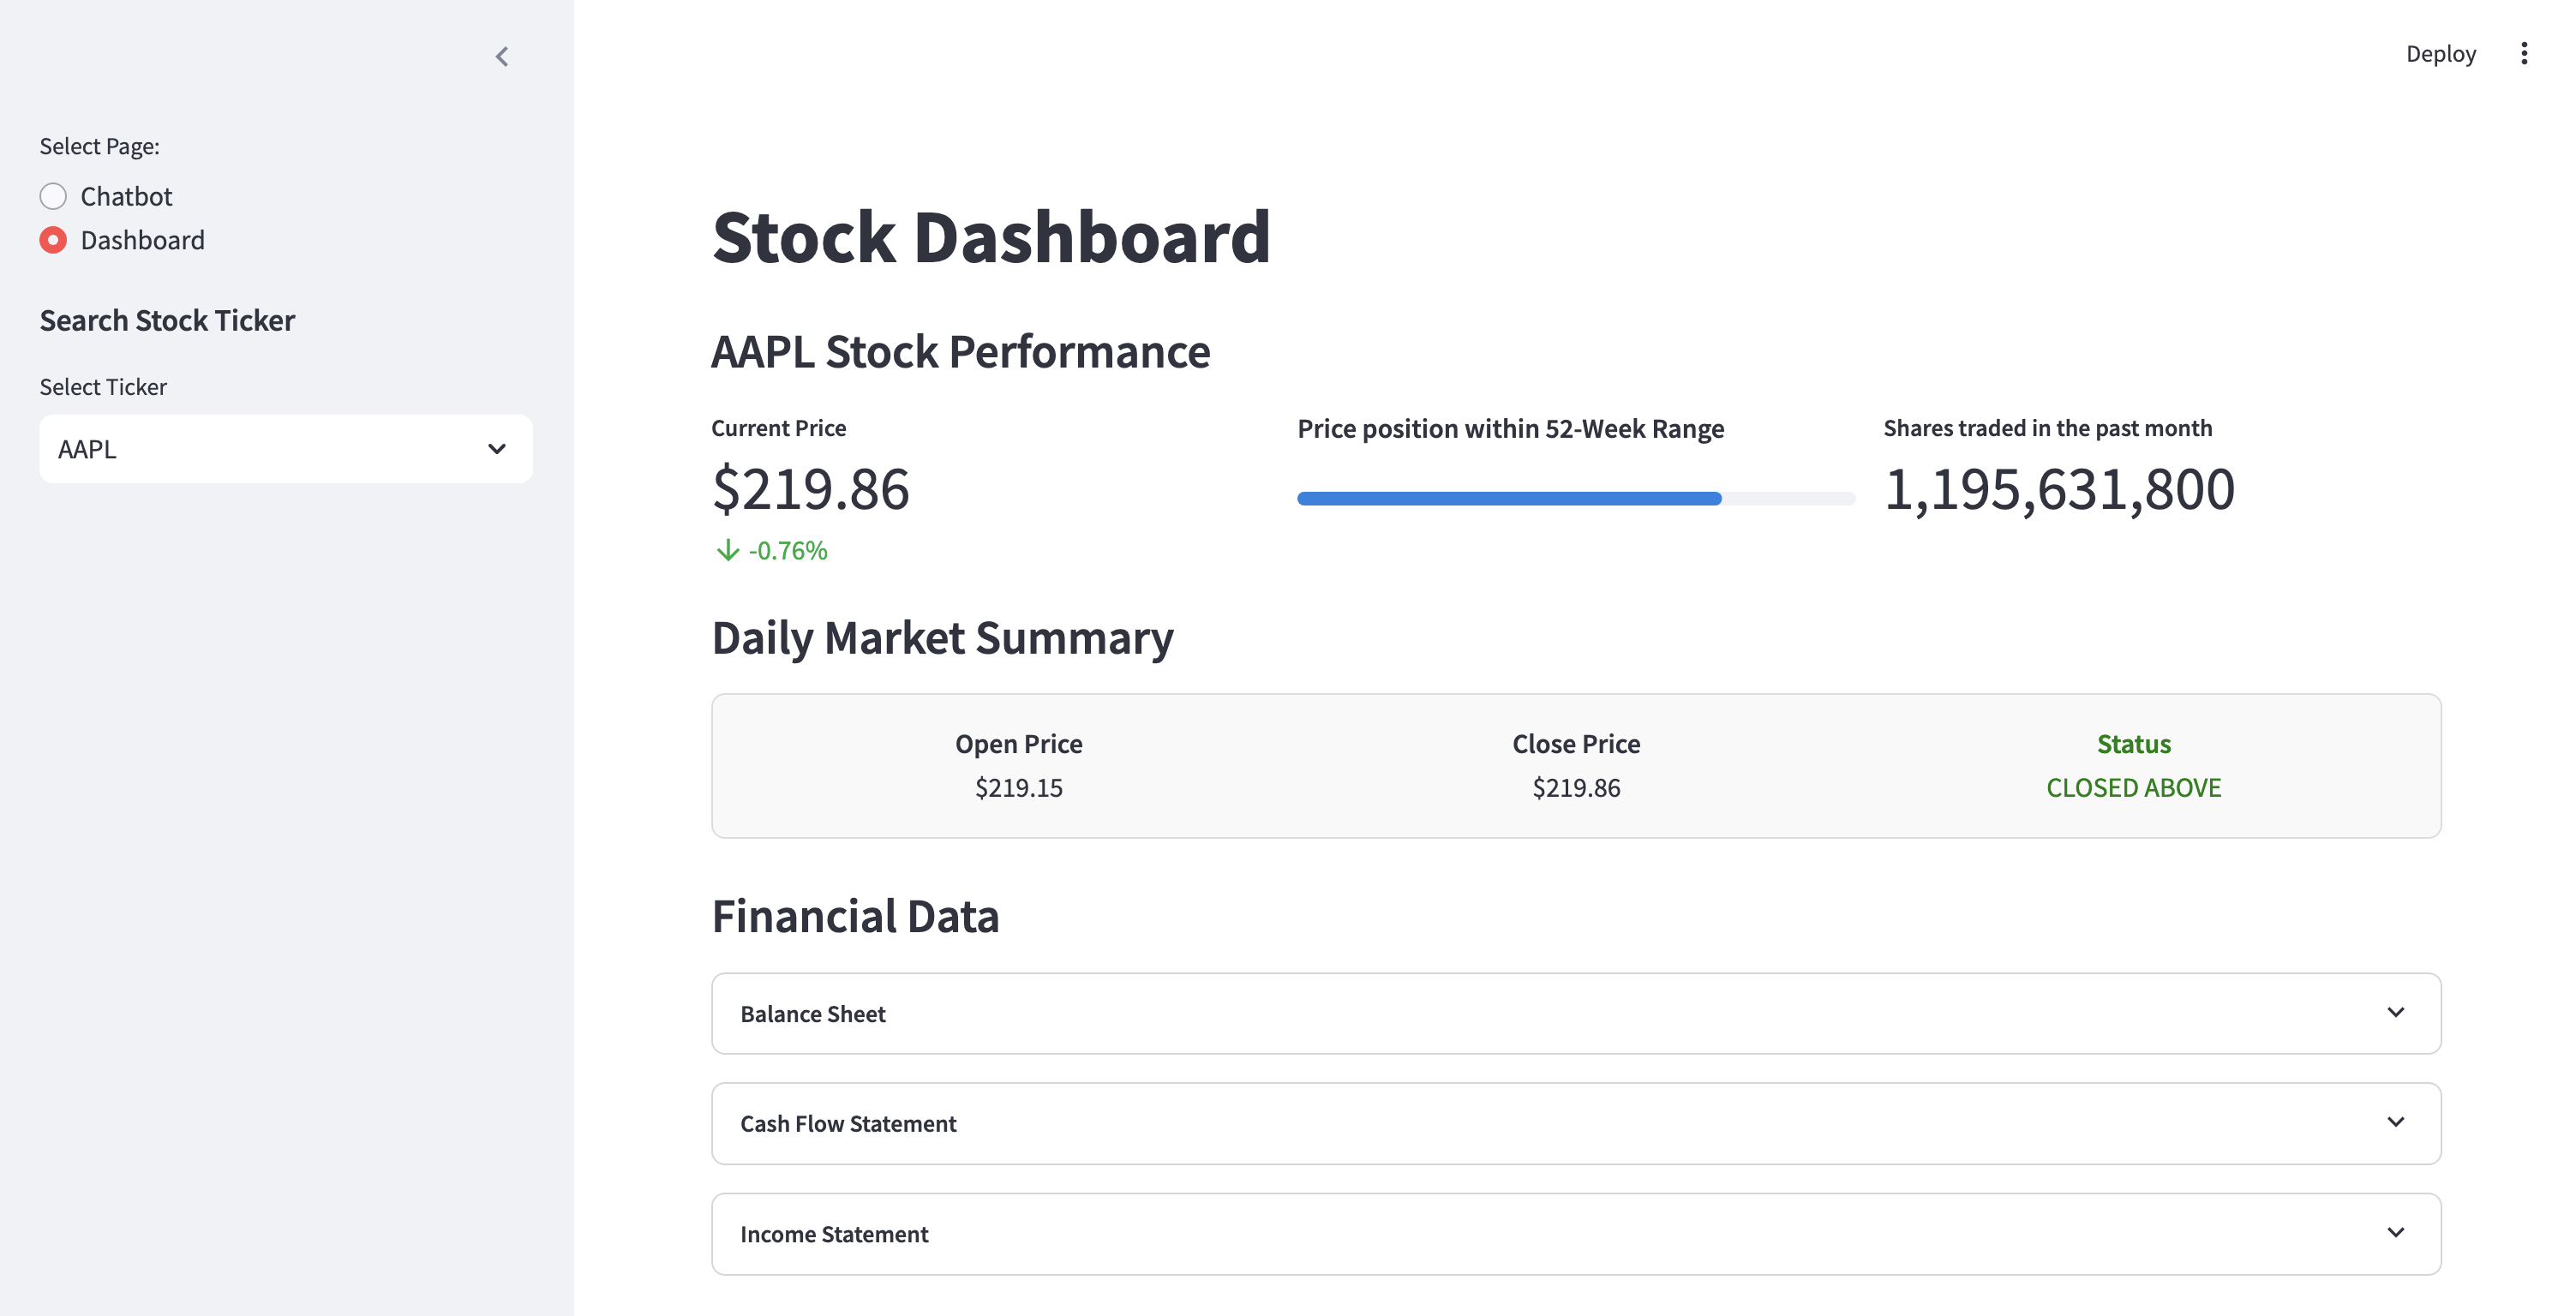 Deploy
Select Page:
Chatbot
Dashboard
Search Stock Ticker
Select Ticker
AAPL
Stock Dashboard
AAPL Stock Performance
Current Price
$219.86
-0.76%
Price position within 52-Week Range
Shares traded in the past month
1,195,631,800
Daily Market Summary
Open Price
$219.15
Close Price
$219.86
Status
CLOSED ABOVE
Financial Data
Balance Sheet
Cash Flow Statement
Income Statement